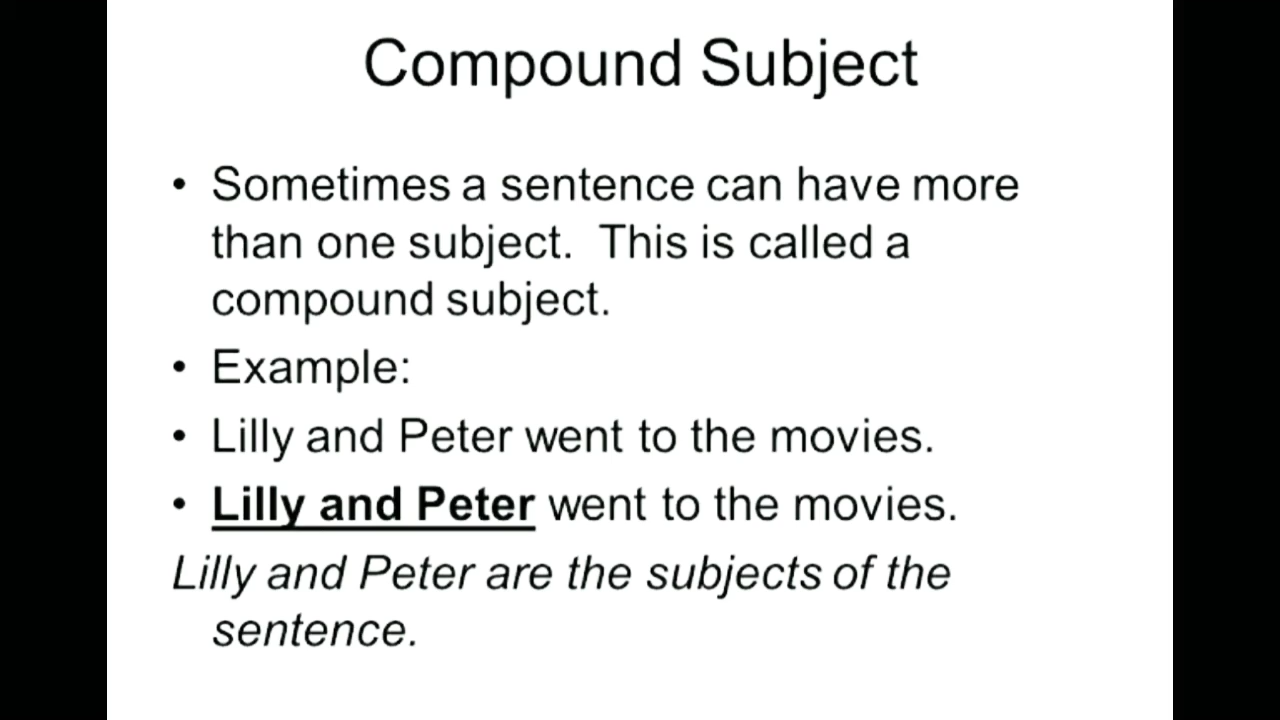 Compound Subject
• Sometimes a sentence can have more
than one subject.  This is called a
compound subject.
• Example:
• Lilly and Peter went to the movies.
• Lilly and Peter went to the movies.
Lilly and Peter are the subjects of the
sentence.